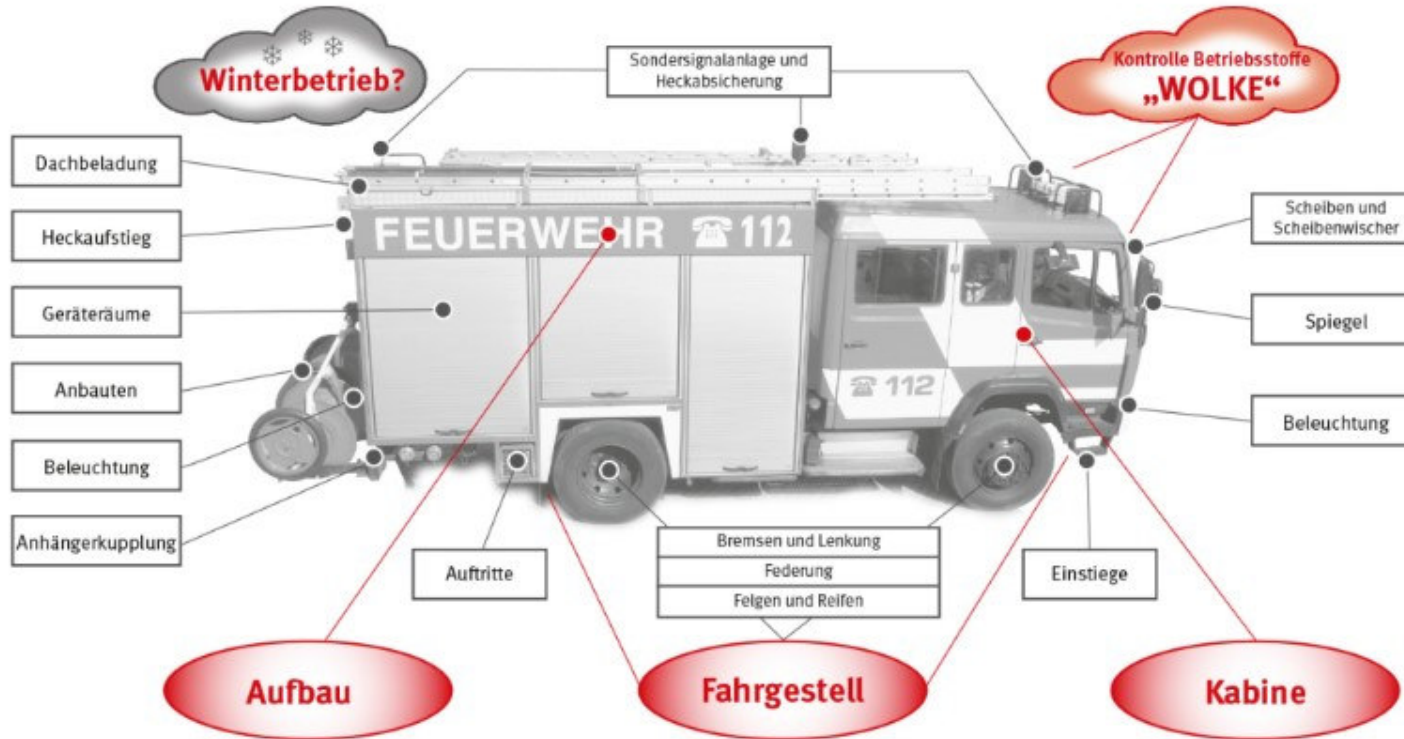 Winterbetrieb?
Sondersignalanlage und
Heckabsicherung
Kontrolle Betriebsstoffe
„WOLKE“
Dachbeladung
Heckaufstieg
Geräteräume
Anbauten
Beleuchtung
Anhängerkupplung
FEUERWEHR 112
112
Scheiben und
Scheibenwischer
Spiegel
Beleuchtung
Auftritte
Bremsen und Lenkung
Federung
Felgen und Reifen
Einstiege
Aufbau
Fahrgestell
Kabine